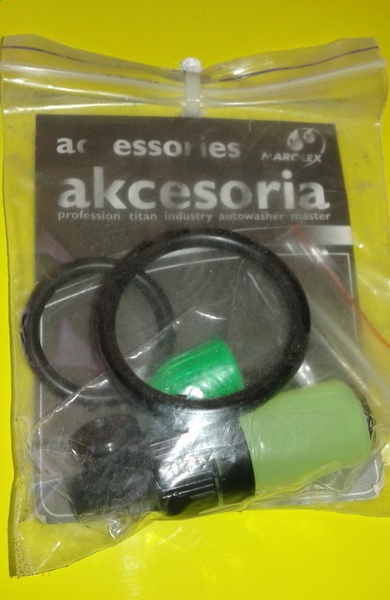 accessories
MAROLEX
akcesoria
profession titan industry autowasher master